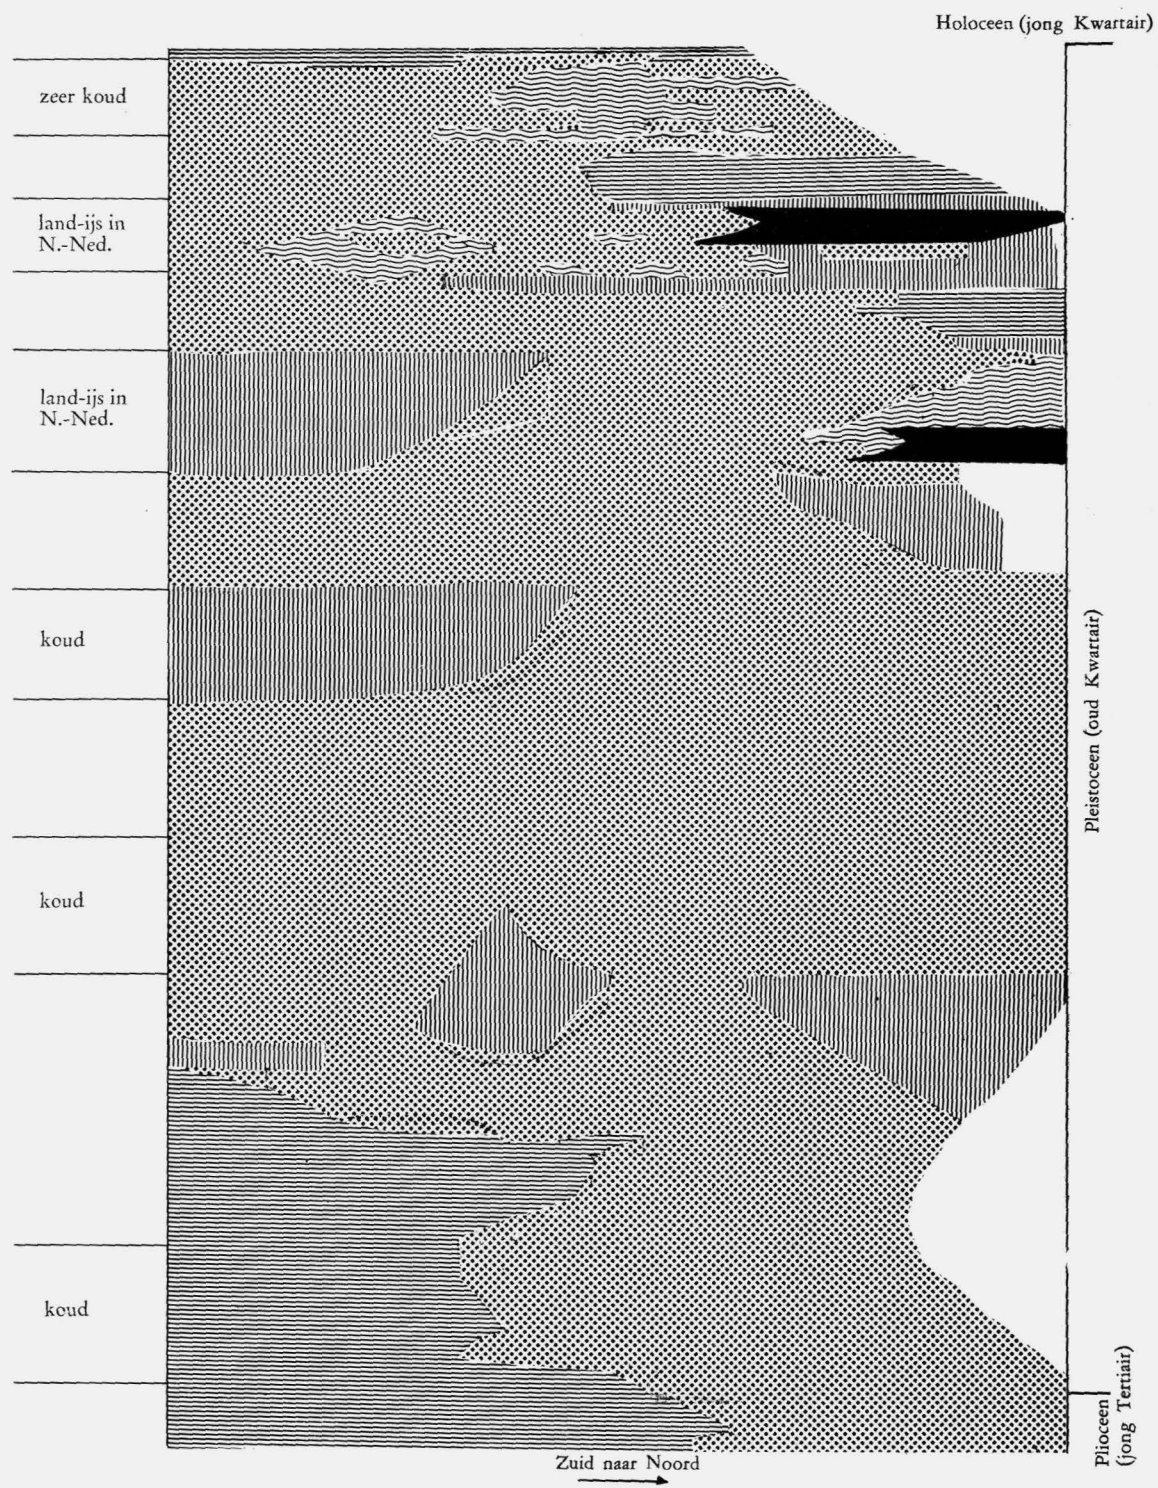 Holoceen (jong Kwartair)
zeer koud
land-ijs in
N.-Ned.
land-ijs in
N.-Ned.
koud
koud
koud
Pleistoceen (oud Kwartair)
Plioceen
(jong Tertiair)
Zuid naar Noord